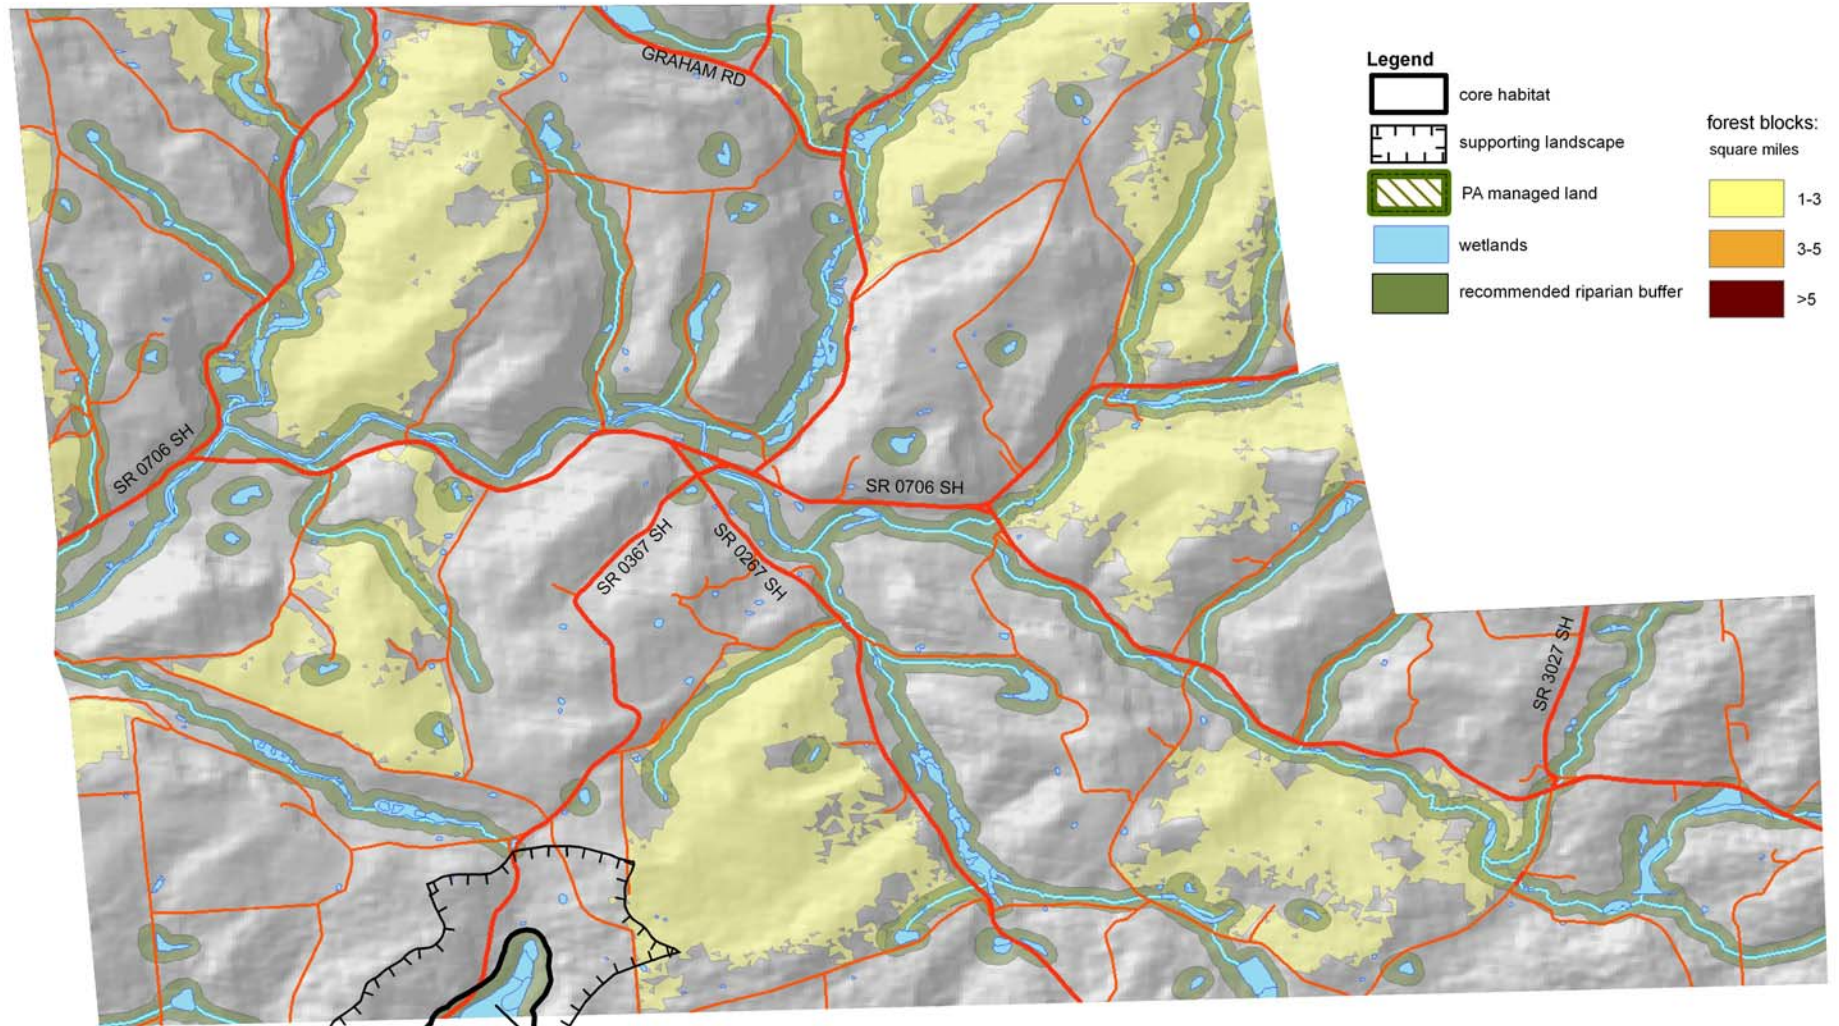 GRAHAM RD
SR 0706 SH
SR 0706 SH
SR 0367 SH
SR 0267 SH
SR 3027 SH
Legend
core habitat
supporting landscape
PA managed land
wetlands
recommended riparian buffer
forest blocks:
square miles
1-3
3-5
>5